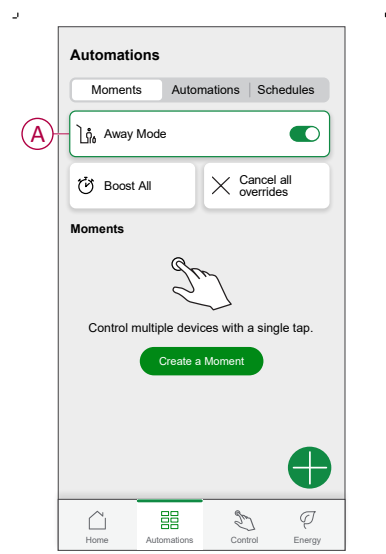 Automations
Moments Automations Schedules
A
Away Mode
Boost All
Cancel all
overrides
Moments
Control multiple devices with a single tap.
Create a Moment
Home Automations Control Energy